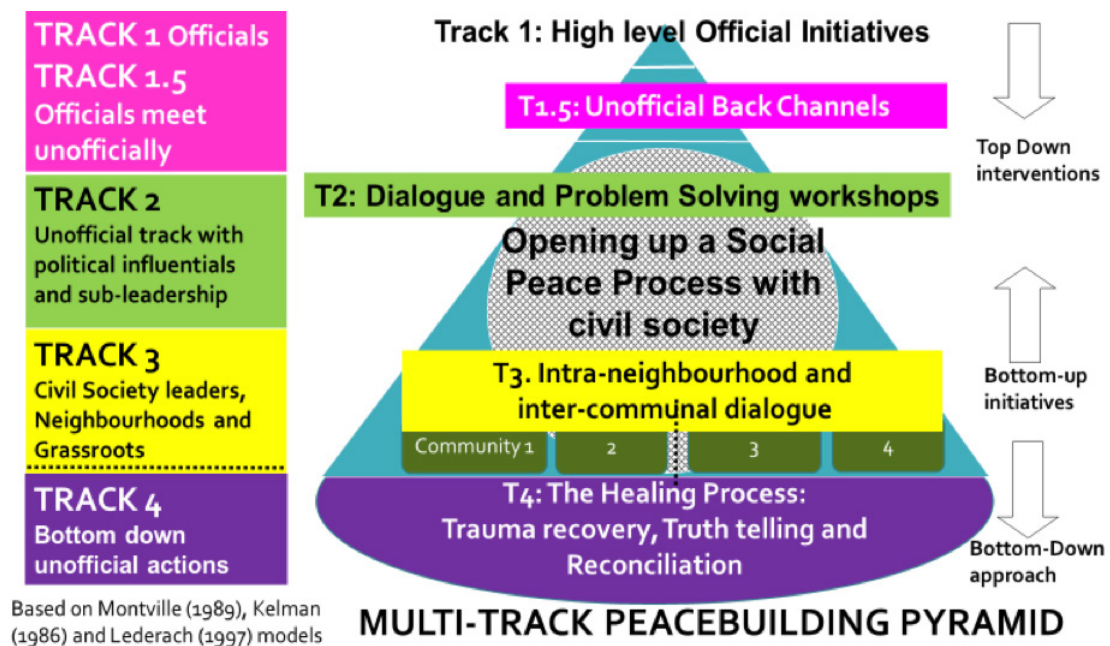 TRACK 1 Officials
TRACK 1.5
Officials meet
unofficially
TRACK 2
Unofficial track with
political influentials
and sub-leadership
TRACK 3
Civil Society leaders,
Neighbourhoods and
Grassroots
TRACK 4
Bottom down
unofficial actions
Based on Montville (1989), Kelman
(1986) and Lederach (1997) models
Track 1: High level Official Initiatives
T1.5: Unofficial Back Channels
T2: Dialogue and Problem Solving workshops
Opening up a Social
Peace Process with
civil society
T3. Intra-neighbourhood and
inter-communal dialogue
Community 1 2 3 4
T4: The Healing Process:
Trauma recovery, Truth telling and
Reconciliation
MULTI-TRACK PEACEBUILDING PYRAMID
Top Down
interventions
Bottom-up
initiatives
Bottom-Down
approach